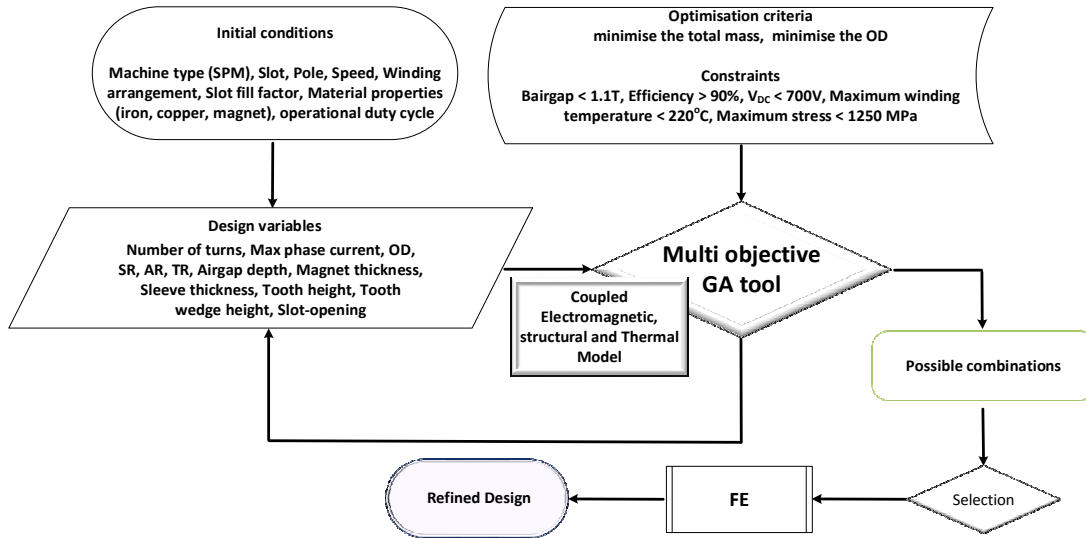 Initial conditions
Machine type (SPM), Slot, Pole, Speed, Winding
arrangement, Slot fill factor, Material properties
(iron, copper, magnet), operational duty cycle
Optimisation criteria
minimise the total mass, minimise the OD
Constraints
Bairgap < 1.1T, Efficiency > 90%, VDC < 700V, Maximum winding
temperature < 220°C, Maximum stress < 1250 MPa
Design variables
Number of turns, Max phase current, OD,
SR, AR, TR, Airgap depth, Magnet thickness,
Sleeve thickness, Tooth height, Tooth
wedge height, Slot-opening
Multi objective
GA tool
Coupled
Electromagnetic,
structural and Thermal
Model
Possible combinations
Selection
FE
Refined Design